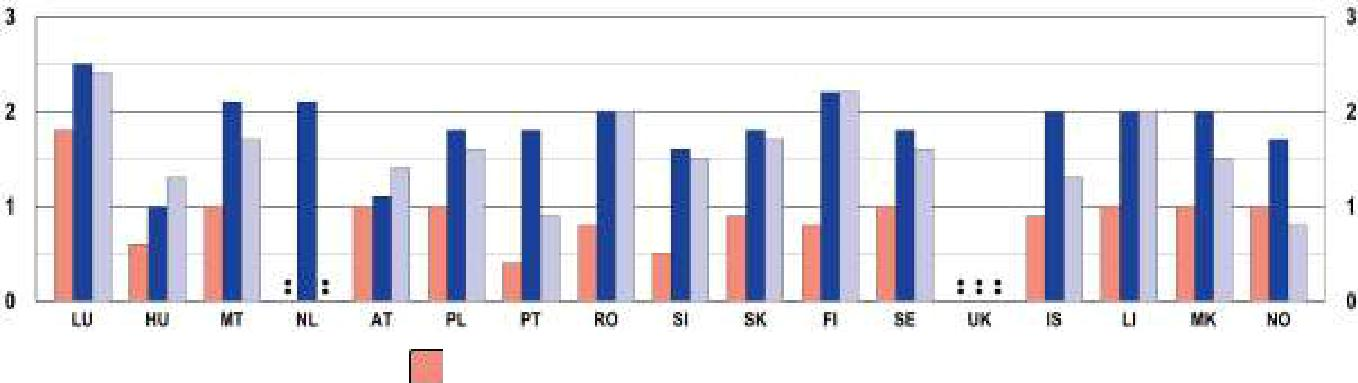 3 3
2 2
1 1
: :
: : :
0 0
LU HU MT NL AT PL PT RO SI SK FI SE UK IS LI MK NO